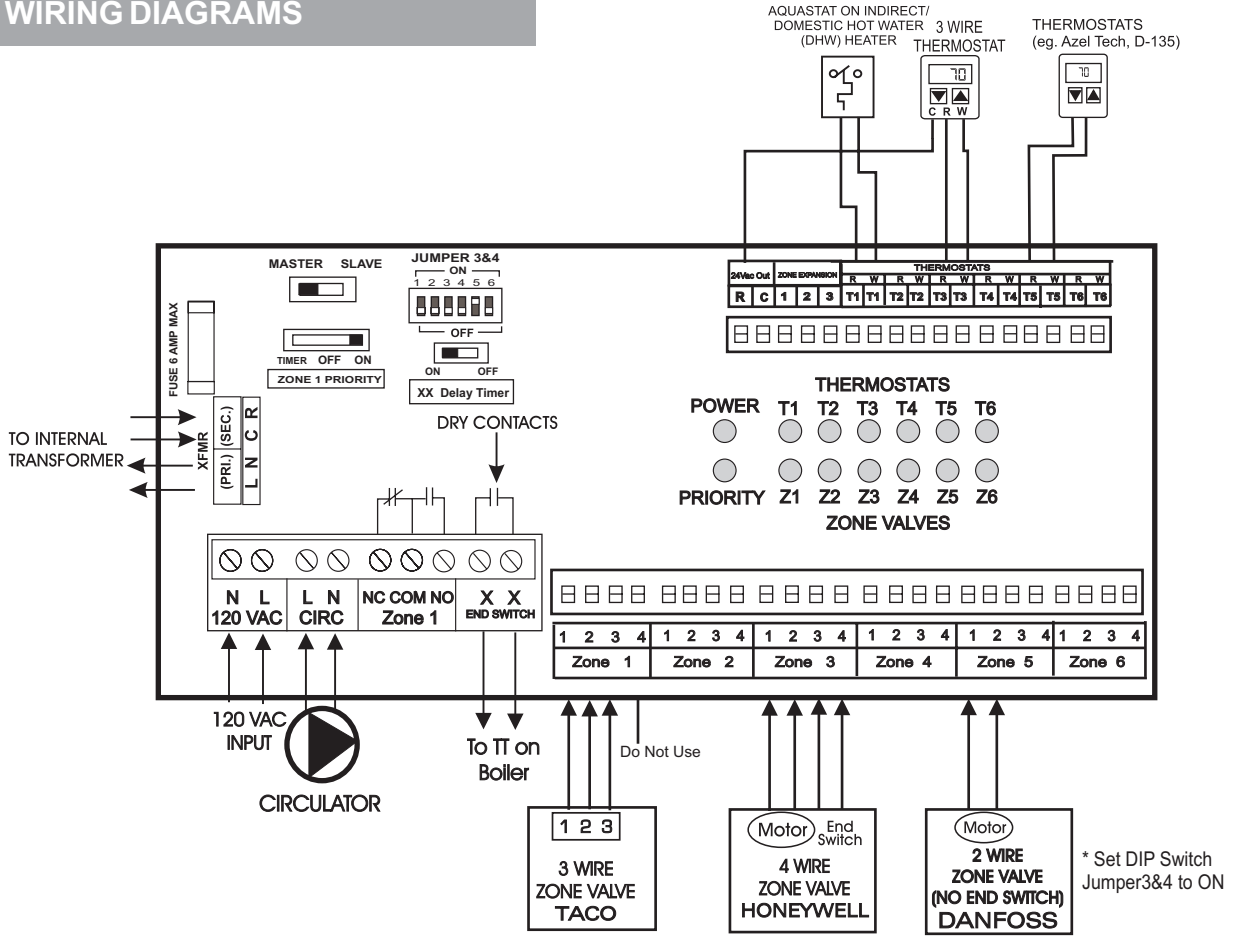 WIRING DIAGRAMS
AQUASTAT ON INDIRECT/
DOMESTIC HOT WATER
(DHW) HEATER
3 WIRE
THERMOSTAT
THERMOSTATS
(eg. Azel Tech, D-135)
70
C R W
70
MASTER SLAVE
JUMPER 3&4
ON
1 2 3 4 5 6
OFF
ON OFF
XX Delay Timer
TIMER OFF ON
ZONE 1 PRIORITY
FUSE 6 AMP MAX
24Vac Out ZONE EXPANSION THERMOSTATS
R W R W R W R W R W R W
R C 1 2 3 T1 T1 T2 T2 T3 T3 T4 T4 T5 T5 T6 T6
TO INTERNAL
TRANSFORMER
XFMR
(PRI.) (SEC.)
L N C R
DRY CONTACTS
THERMOSTATS
POWER T1 T2 T3 T4 T5 T6
PRIORITY Z1 Z2 Z3 Z4 Z5 Z6
ZONE VALVES
N L
120 VAC
L N
CIRC
NC COM NO
Zone 1
X X
END SWITCH
1 2 3 4 1 2 3 4 1 2 3 4 1 2 3 4 1 2 3 4 1 2 3 4
Zone 1 Zone 2 Zone 3 Zone 4 Zone 5 Zone 6
120 VAC
INPUT
CIRCULATOR
To TT on
Boiler
Do Not Use
1 2 3
3 WIRE
ZONE VALVE
TACO
Motor
End
Switch
4 WIRE
ZONE VALVE
HONEYWELL
Motor
2 WIRE
ZONE VALVE
(NO END SWITCH)
DANFOSS
* Set DIP Switch
Jumper3&4 to ON